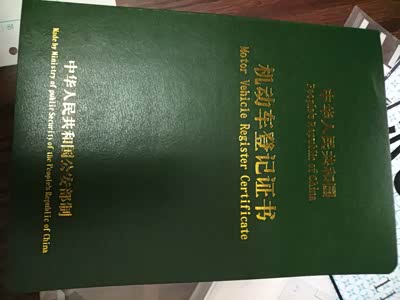 中华人民共和国
People's Republic of China
机动车登记证书
Motor Vehicle Register Certificate
中华人民共和国公安部制
Made by Ministry of public Security of the People's Republic of China